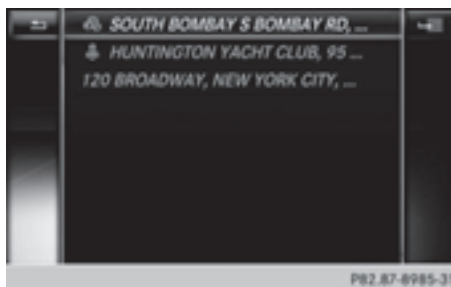 SOUTH BOMBAY S BOMBAY RD, ...
HUNTINGTON YACHT CLUB, 95 ...
120 BROADWAY, NEW YORK CITY, ...
P82.87-8985-31